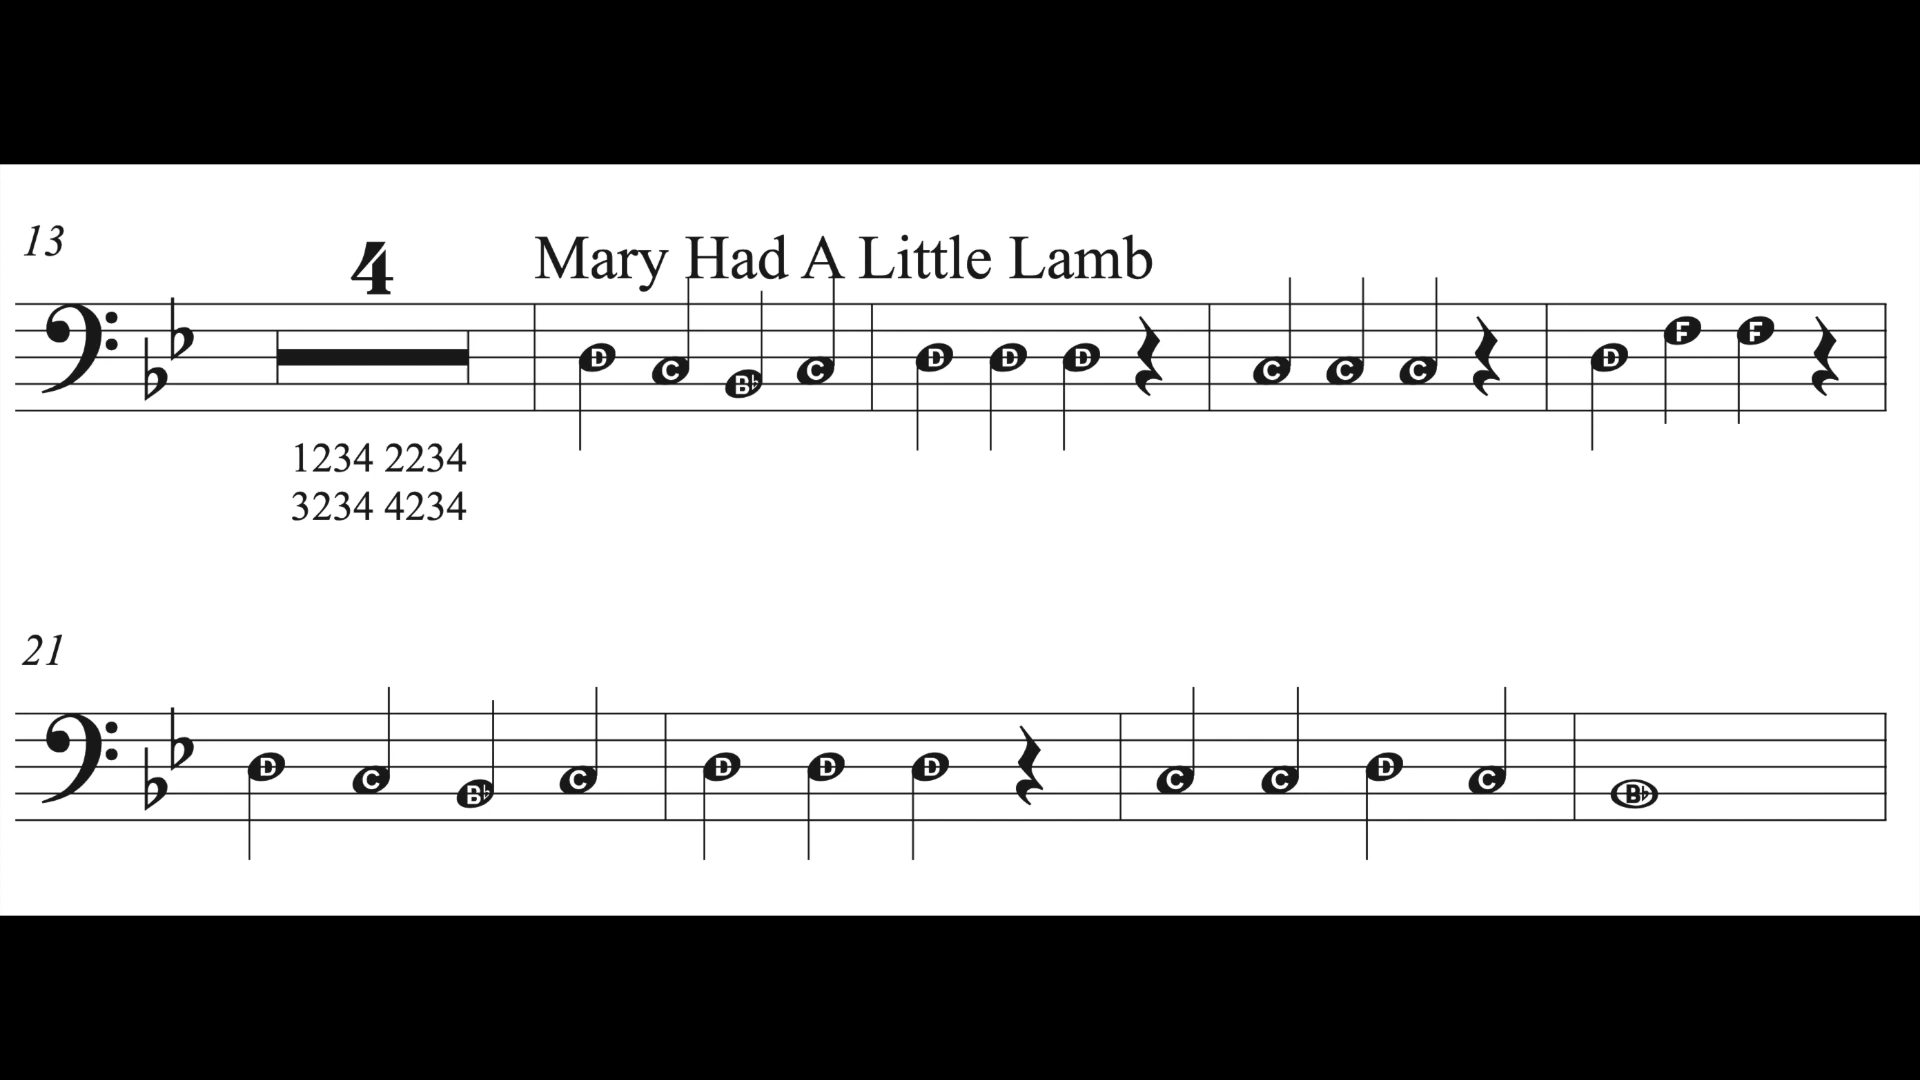 13
4 Mary Had A Little Lamb
D C B♭ C D D D C C C D F F
1234 2234
3234 4234
21
D C B♭ C D D D C C D C B♭